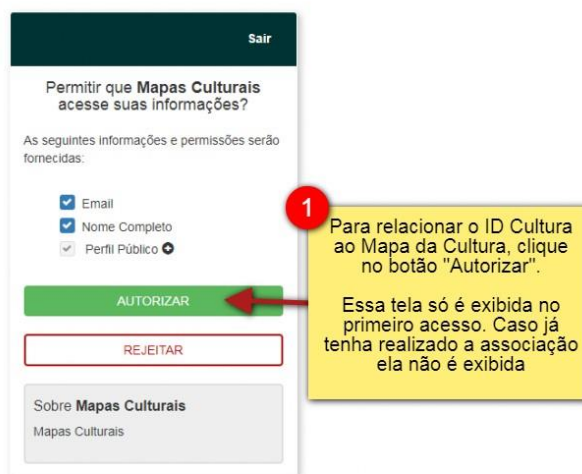 Sair
Permitir que Mapas Culturais
acesse suas informações?
As seguintes informações e permissões serão
fornecidas:
Email
Nome Completo
Perfil Público
AUTORIZAR
REJEITAR
Sobre Mapas Culturais
Mapas Culturais
1
Para relacionar o ID Cultura
ao Mapa da Cultura, clique
no botão "Autorizar".
Essa tela só é exibida no
primeiro acesso. Caso já
tenha realizado a associação
ela não é exibida